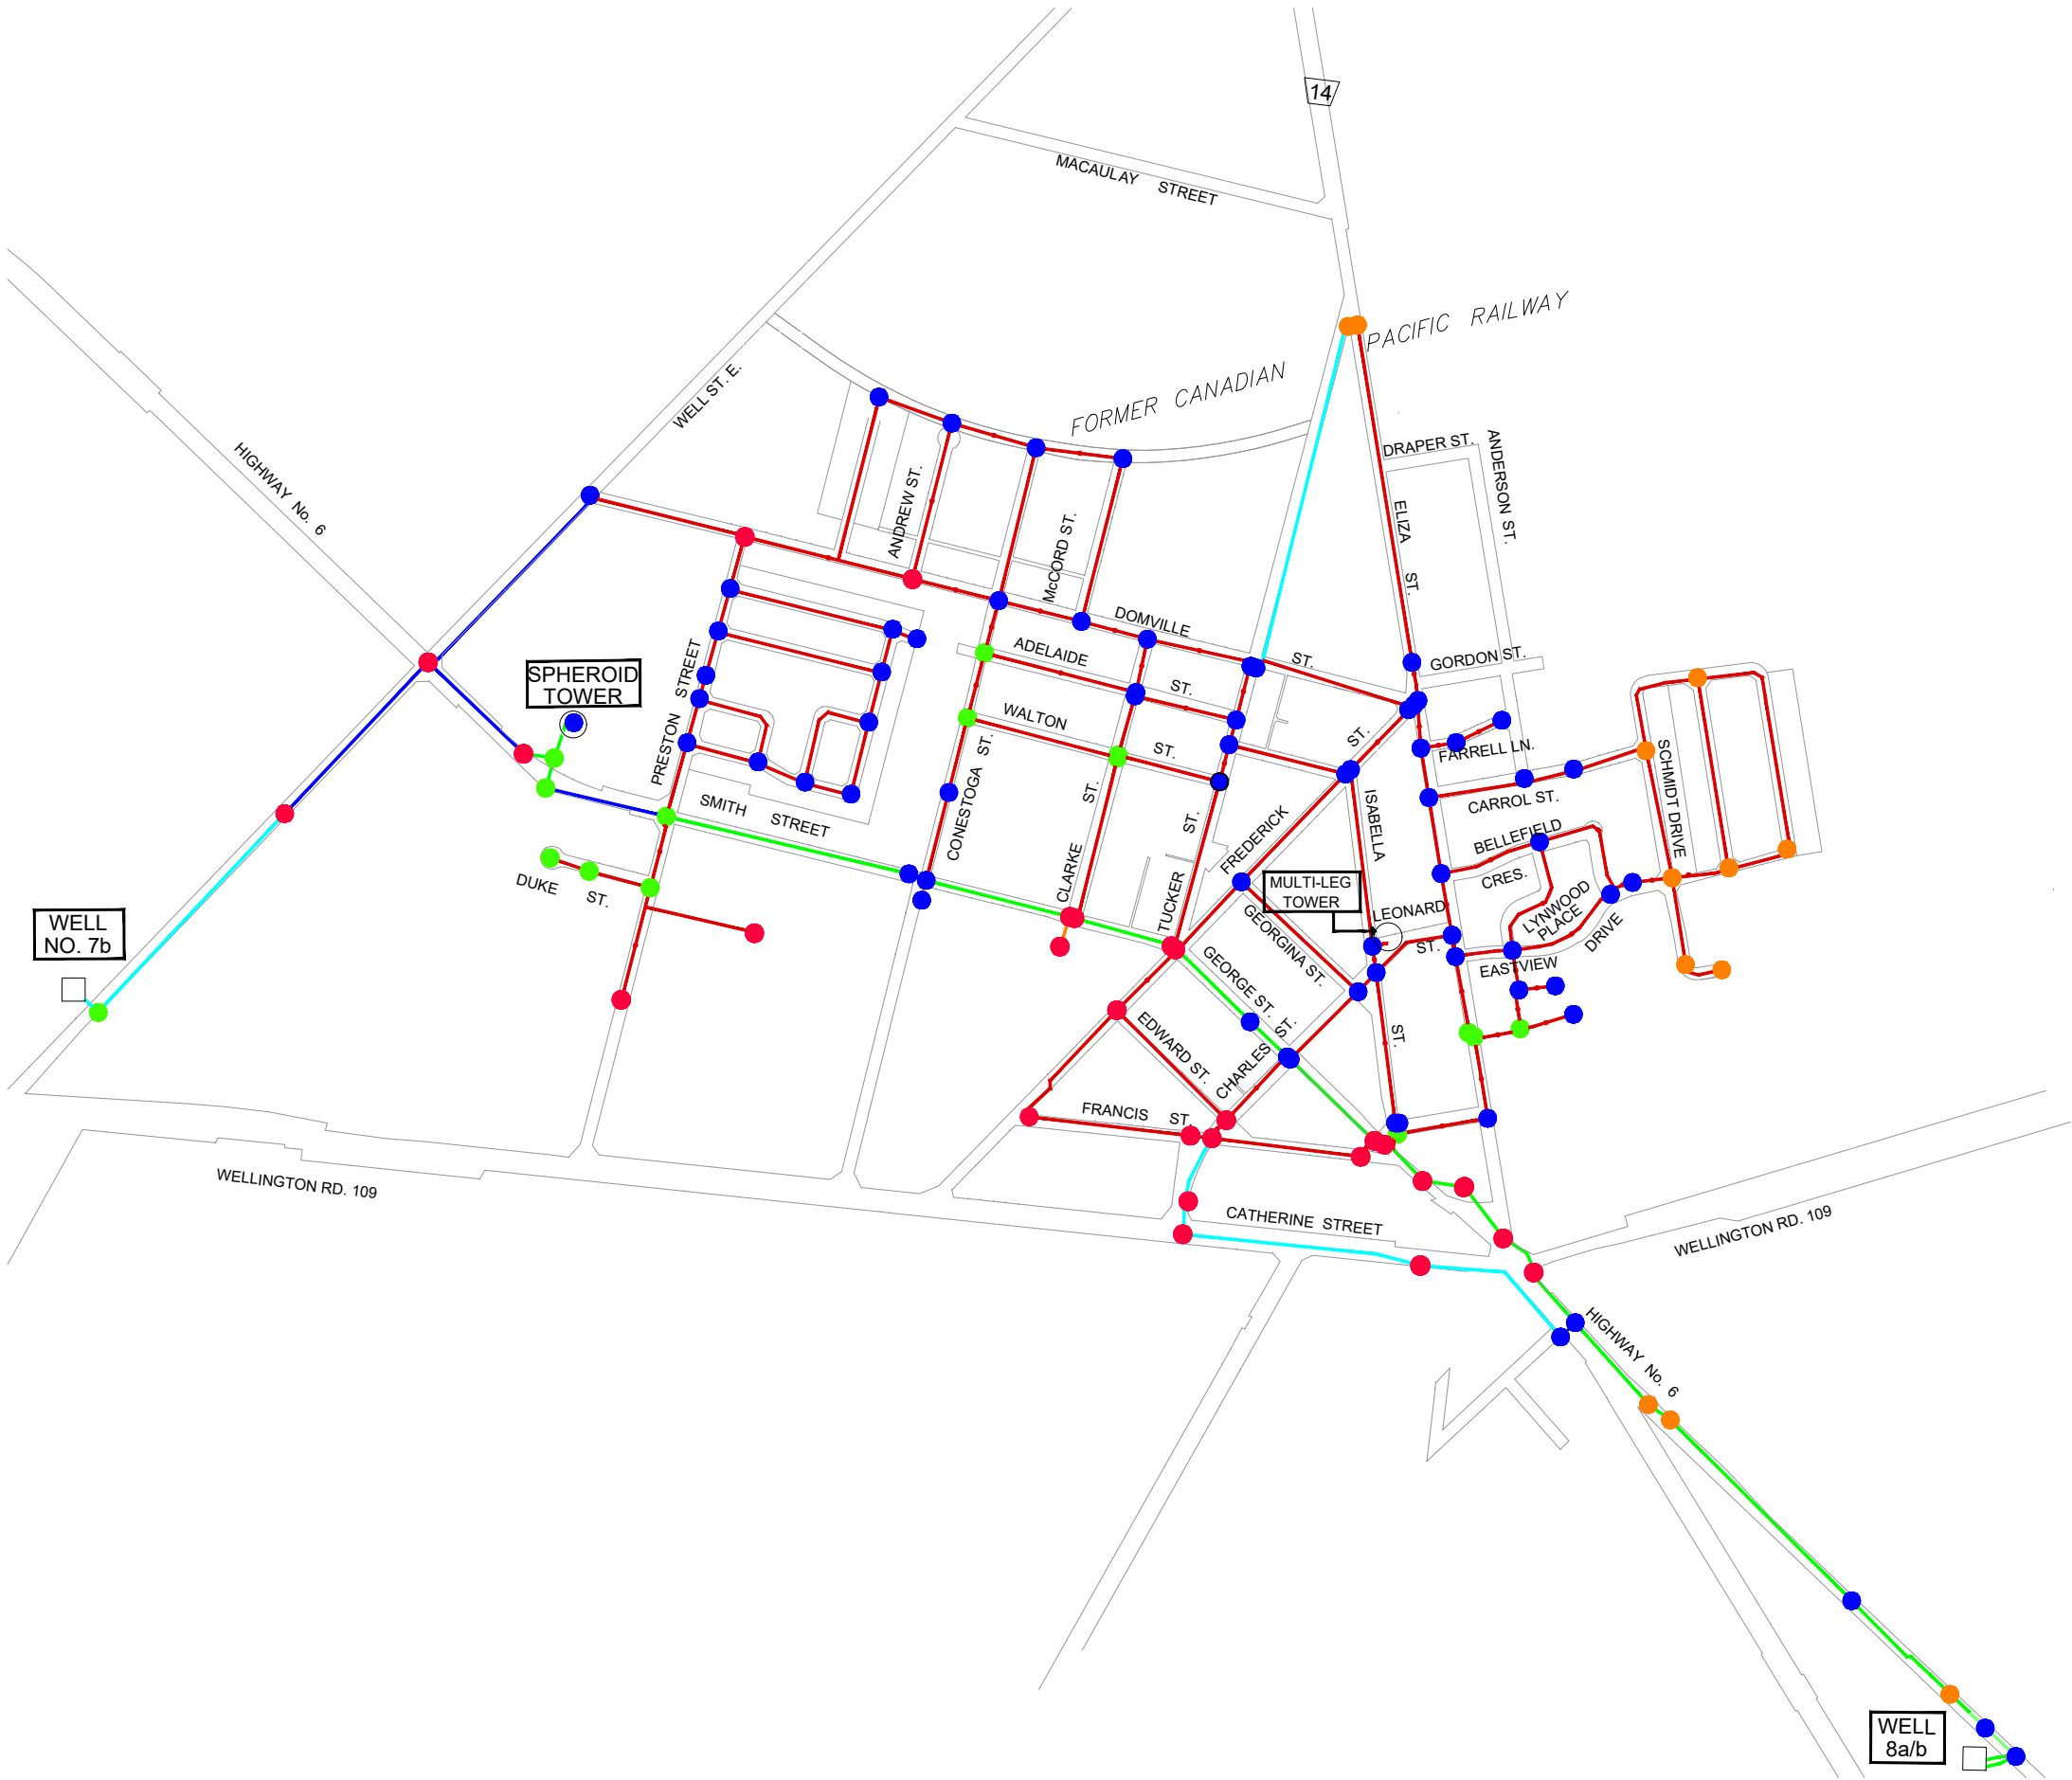 14
MACAULAY STREET
PACIFIC RAILWAY
FORMER CANADIAN
WELL ST. E.
HIGHWAY No. 6
DRAPER ST.
ANDERSON ST.
ELIZA ST.
ANDREW ST.
McCORD ST.
DOMVILLE ST.
GORDON ST.
ADELAIDE ST.
SPHEROID
TOWER
PRESTON STREET
WALTON ST.
FARRELL LN.
CONESTOGA ST.
SMITH STREET
CARROL ST.
SCHMIDT DRIVE
ISABELLA ST.
FREDERICK ST.
BELLEFIELD
CRES.
CLARKE ST.
TUCKER ST.
DUKE ST.
MULTI-LEG
TOWER
LEONARD ST.
LYNWOOD
PLACE
WELL
NO. 7b
GEORGINA ST.
GEORGE ST.
EASTVIEW DRIVE
EDWARD ST.
CHARLES ST.
FRANCIS ST.
WELLINGTON RD. 109
CATHERINE STREET
WELLINGTON RD. 109
HIGHWAY No. 6
WELL
8a/b